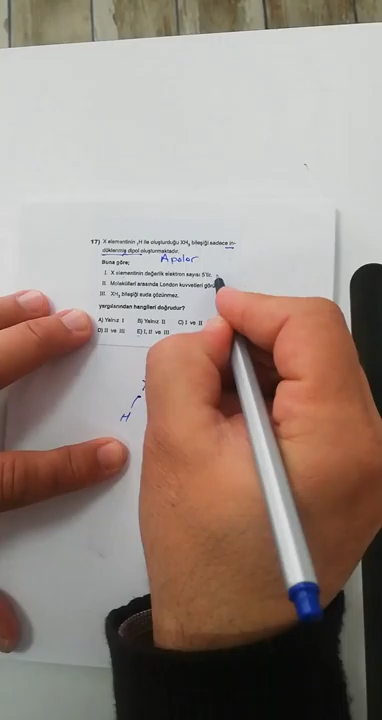 17) X elementinin ₁H ile oluşturduğu XH₃ bileşiği sadece in-
düklenmiş dipol oluşturmaktadır.
Apolar
Buna göre;
I. X elementinin değerlik elektron sayısı 5'tir.
II. Molekülleri arasında London kuvvetleri
III. XH₃ bileşiği suda çözünmez.
yargılarından hangileri doğrudur?
A) Yalnız I B) Yalnız II C) I ve II
D) II ve III E) I, II ve III
H